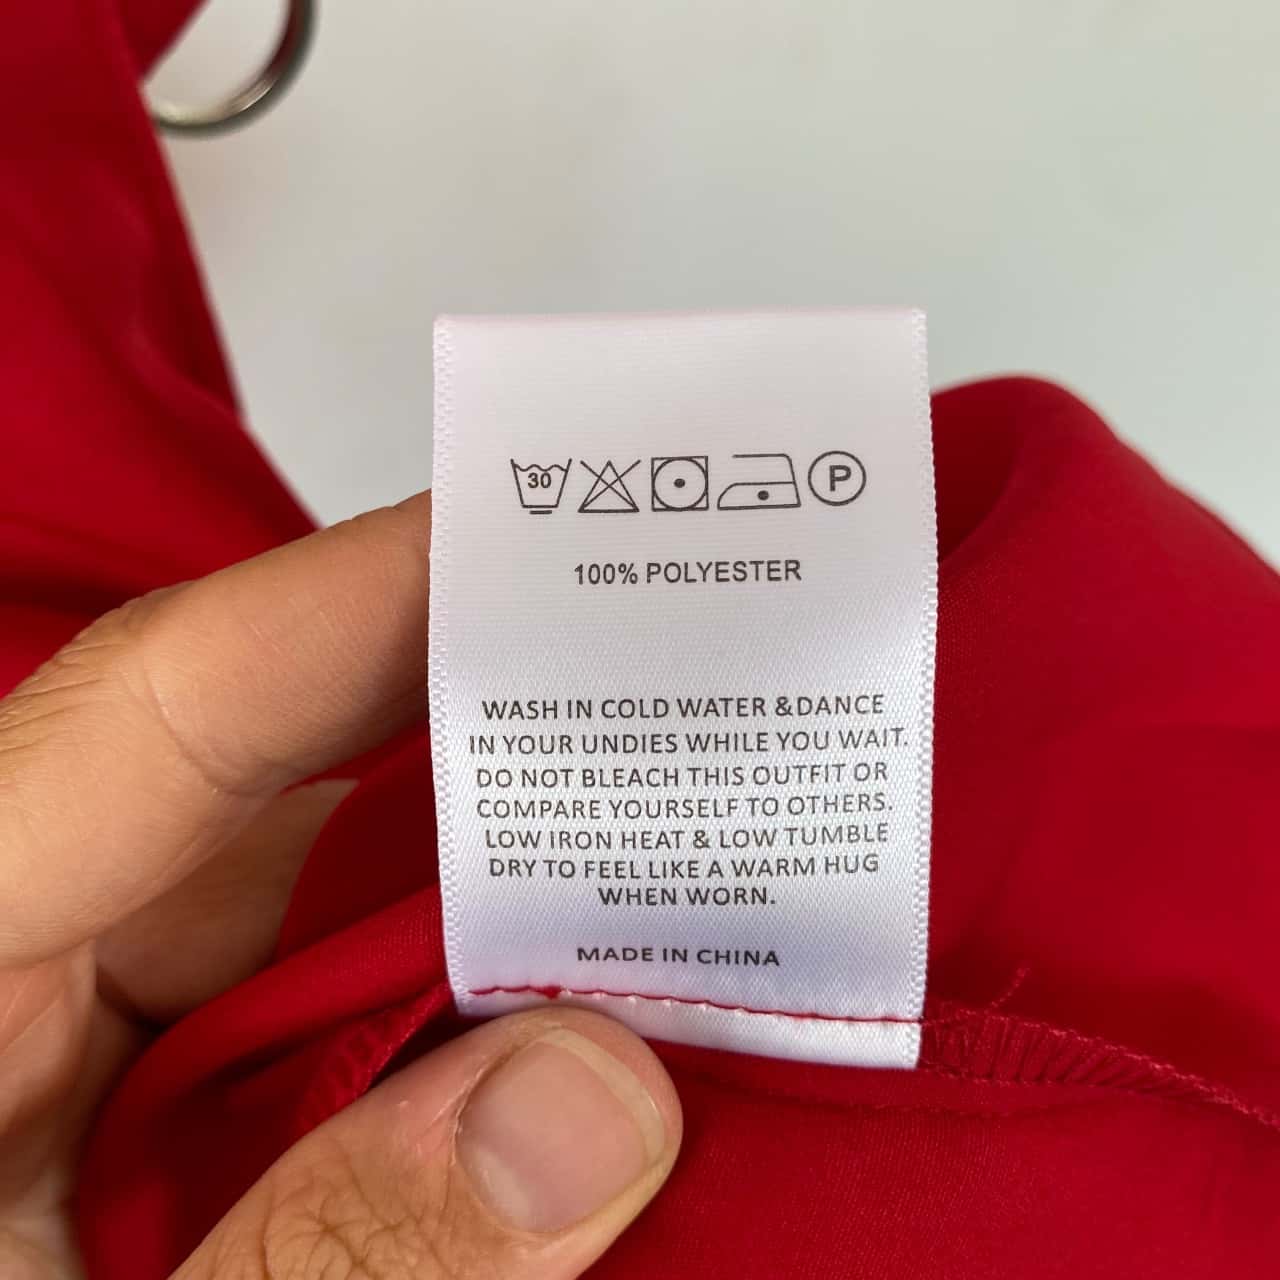 30 P
100% POLYESTER
WASH IN COLD WATER &DANCE
IN YOUR UNDIES WHILE YOU WAIT.
DO NOT BLEACH THIS OUTFIT OR
COMPARE YOURSELF TO OTHERS.
LOW IRON HEAT & LOW TUMBLE
DRY TO FEEL LIKE A WARM HUG
WHEN WORN.
MADE IN CHINA